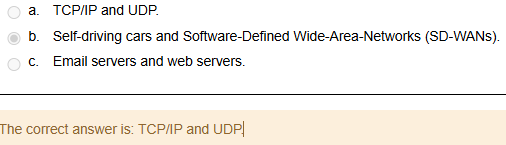 a. TCP/IP and UDP.
b. Self-driving cars and Software-Defined Wide-Area-Networks (SD-WANs).
c. Email servers and web servers.
The correct answer is: TCP/IP and UDP